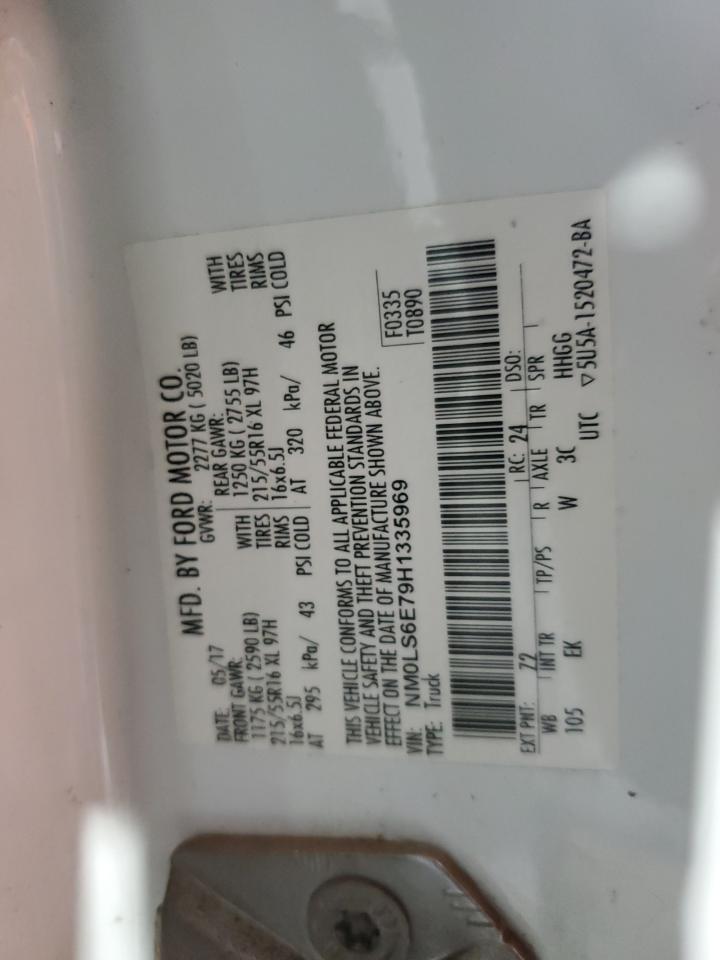 MFD. BY FORD MOTOR CO.
DATE: 05/17 GVWR: 2277 KG ( 5020 LB)
FRONT GAWR: REAR GAWR:
1175 KG ( 2590 LB) WITH 1250 KG ( 2755 LB) WITH
215/55R16 XL 97H TIRES 215/55R16 XL 97H TIRES
16x6.5J RIMS 16x6.5J RIMS
AT 295 kPa/ 43 PSI COLD AT 320 kPa/ 46 PSI COLD
THIS VEHICLE CONFORMS TO ALL APPLICABLE FEDERAL MOTOR
VEHICLE SAFETY AND THEFT PREVENTION STANDARDS IN
EFFECT ON THE DATE OF MANUFACTURE SHOWN ABOVE.
VIN: NM0LS6E79H1335969
TYPE: Truck
F0335
T0890
EXT PNT: 7Z RC: 24 DSO:
WB INT TR TP/PS R AXLE TR SPR
105 EK W 3C HHGG
UTC ▽5U5A-1520472-BA